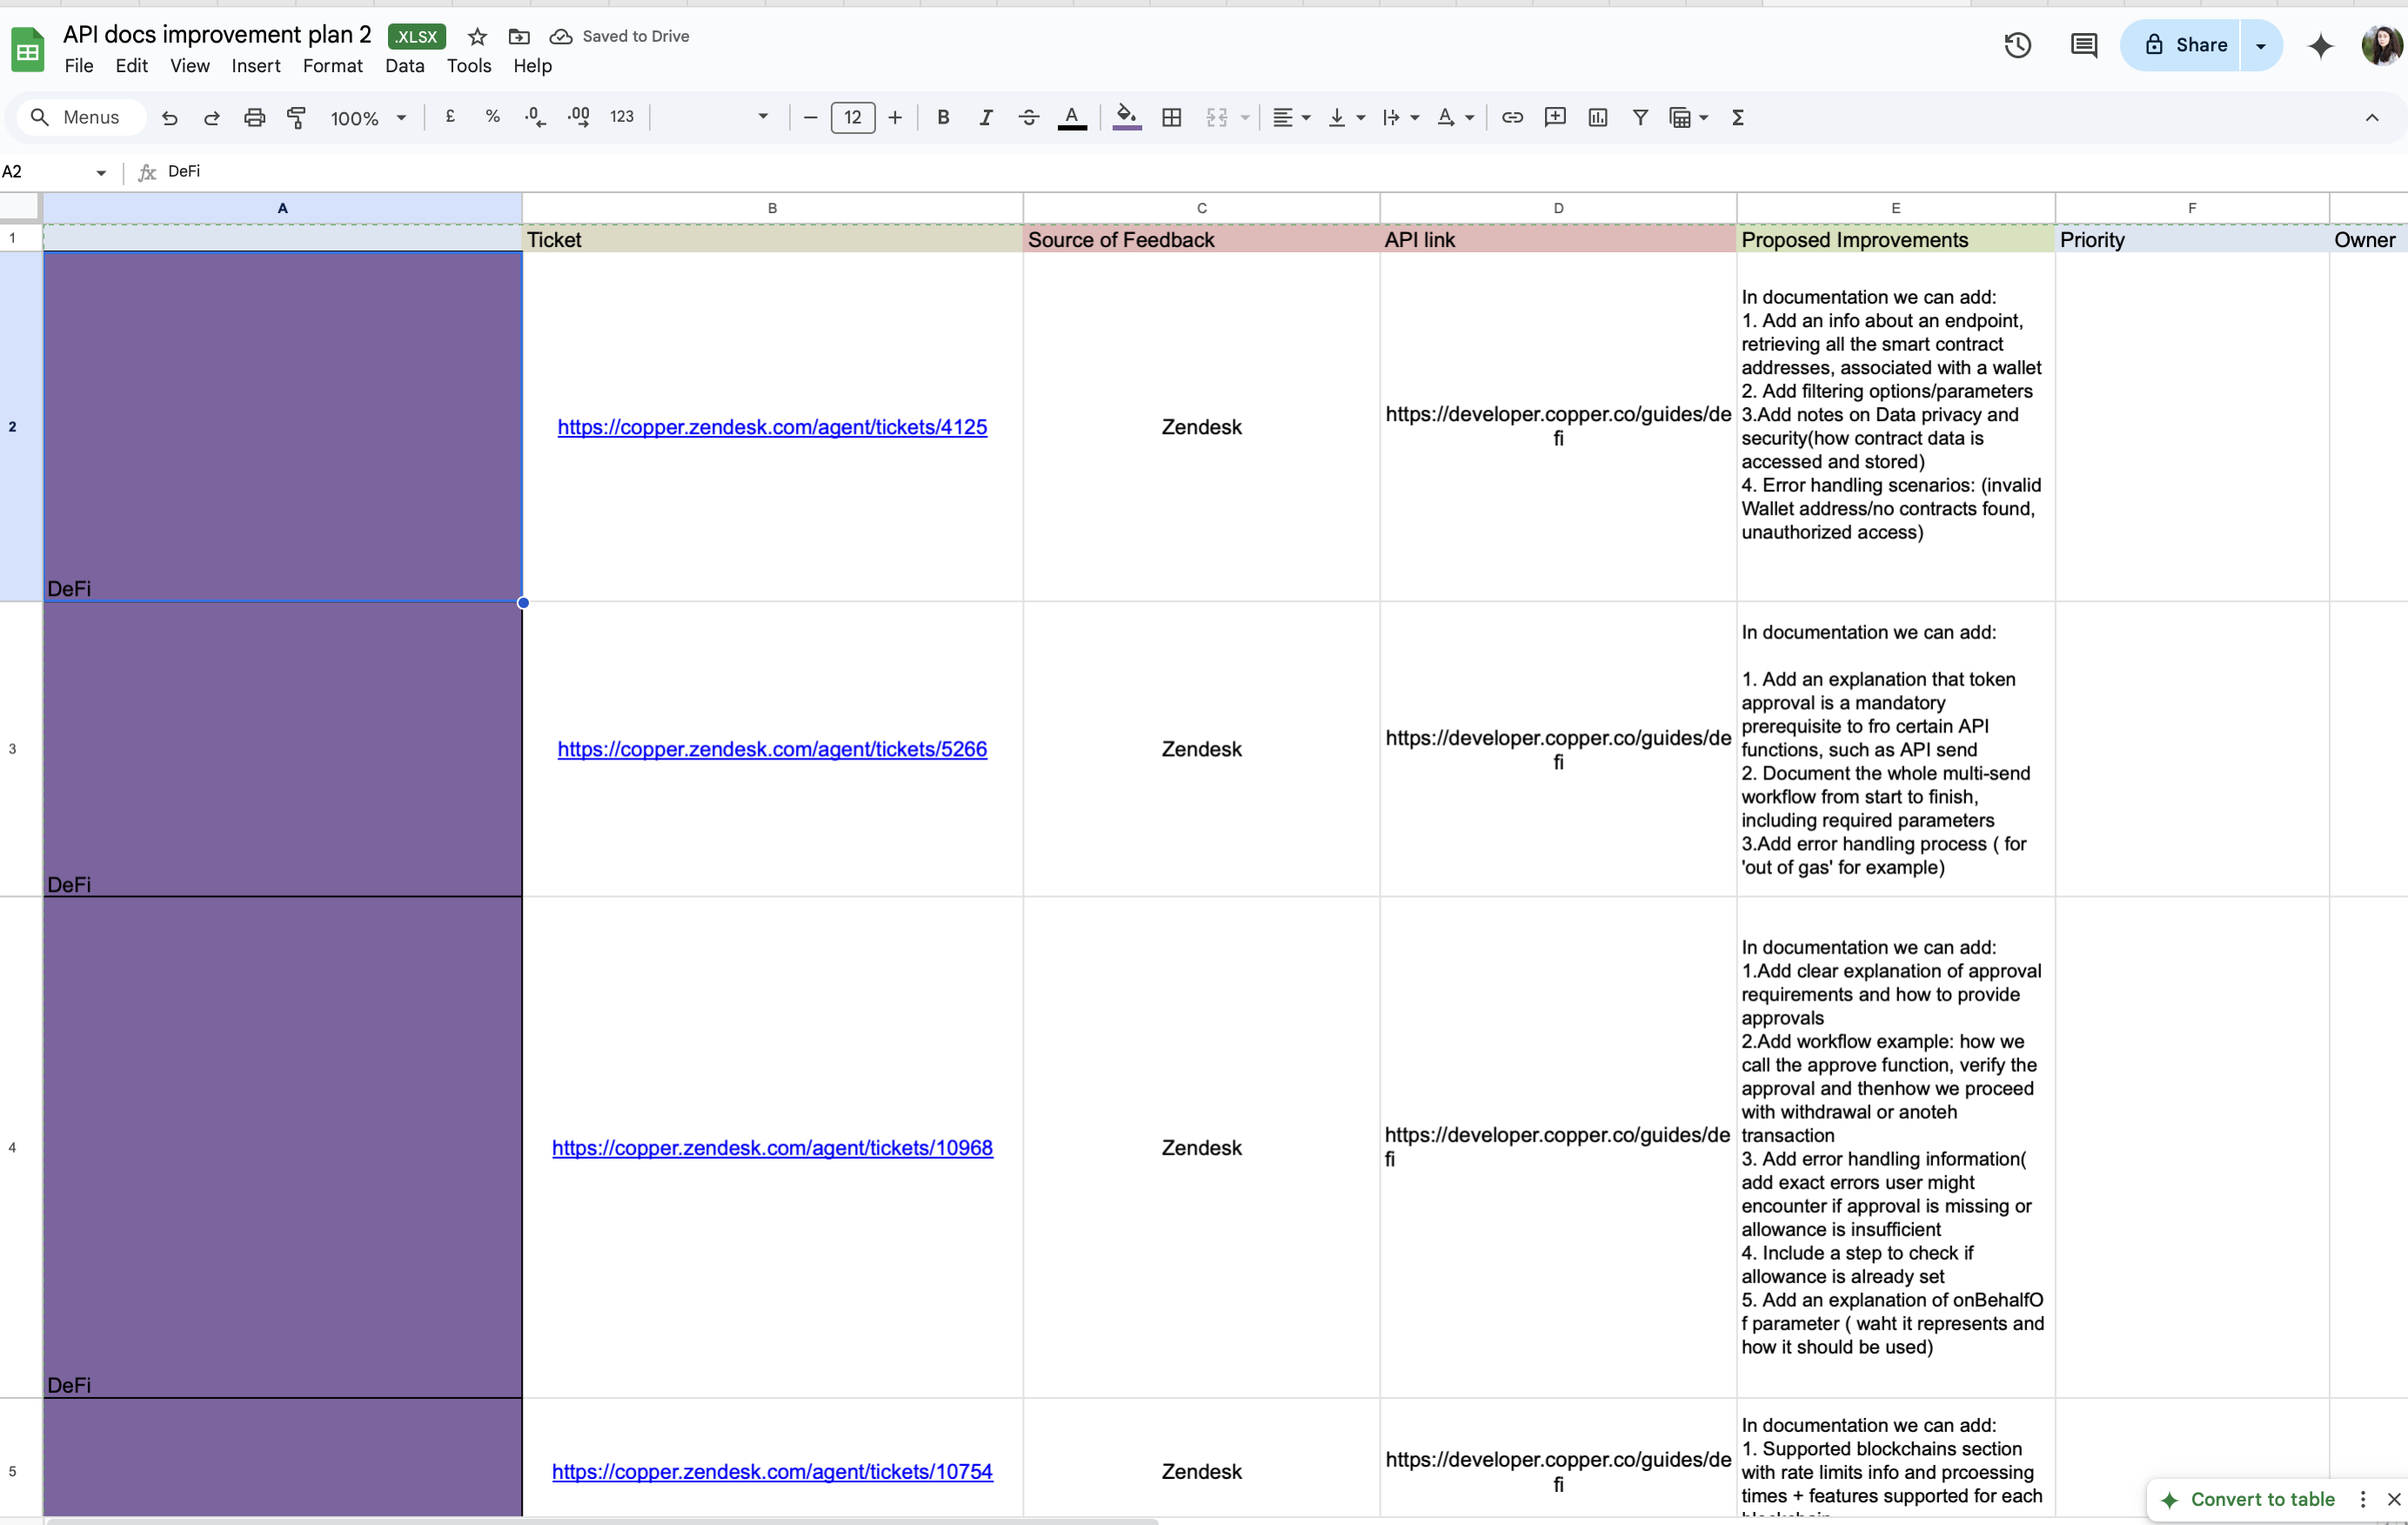 API docs improvement plan 2 .XLSX Saved to Drive
File Edit View Insert Format Data Tools Help
Share
Menus 100% £ % .0 .00 123 12 B I A A Σ
A2 fx DeFi
A B C D E F
1 Ticket Source of Feedback API link Proposed Improvements Priority Owner
2
DeFi
https://copper.zendesk.com/agent/tickets/4125
Zendesk
https://developer.copper.co/guides/de
fi
In documentation we can add:
1. Add an info about an endpoint,
retrieving all the smart contract
addresses, associated with a wallet
2. Add filtering options/parameters
3.Add notes on Data privacy and
security(how contract data is
accessed and stored)
4. Error handling scenarios: (invalid
Wallet address/no contracts found,
unauthorized access)
3
DeFi
https://copper.zendesk.com/agent/tickets/5266
Zendesk
https://developer.copper.co/guides/de
fi
In documentation we can add:
1. Add an explanation that token
approval is a mandatory
prerequisite to fro certain API
functions, such as API send
2. Document the whole multi-send
workflow from start to finish,
including required parameters
3.Add error handling process ( for
'out of gas' for example)
4
DeFi
https://copper.zendesk.com/agent/tickets/10968
Zendesk
https://developer.copper.co/guides/de
fi
In documentation we can add:
1.Add clear explanation of approval
requirements and how to provide
approvals
2.Add workflow example: how we
call the approve function, verify the
approval and thenhow we proceed
with withdrawal or anoteh
transaction
3. Add error handling information(
add exact errors user might
encounter if approval is missing or
allowance is insufficient
4. Include a step to check if
allowance is already set
5. Add an explanation of onBehalfO
f parameter ( waht it represents and
how it should be used)
5
https://copper.zendesk.com/agent/tickets/10754
Zendesk
https://developer.copper.co/guides/de
fi
In documentation we can add:
1. Supported blockchains section
with rate limits info and prcoessing
times + features supported for each
Convert to table